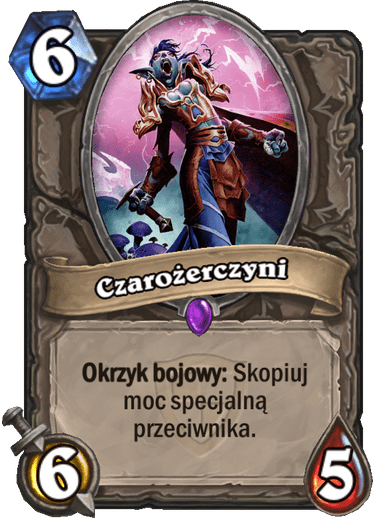 6
Czarożerczyni
Okrzyk bojowy: Skopiuj
moc specjalną
przeciwnika.
6
5